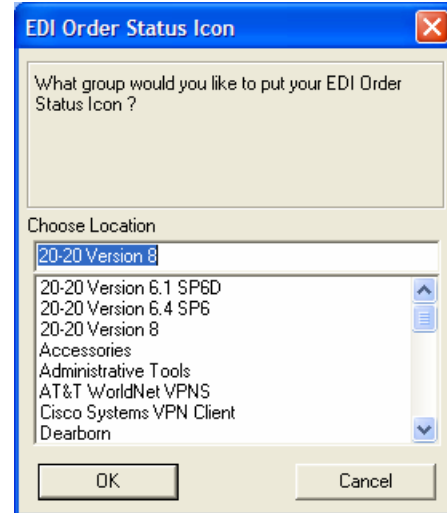 EDI Order Status Icon
What group would you like to put your EDI Order
Status Icon ?
Choose Location
20-20 Version 8
20-20 Version 6.1 SP6D
20-20 Version 6.4 SP6
20-20 Version 8
Accessories
Administrative Tools
AT&T WorldNet VPNS
Cisco Systems VPN Client
Dearborn
OK
Cancel